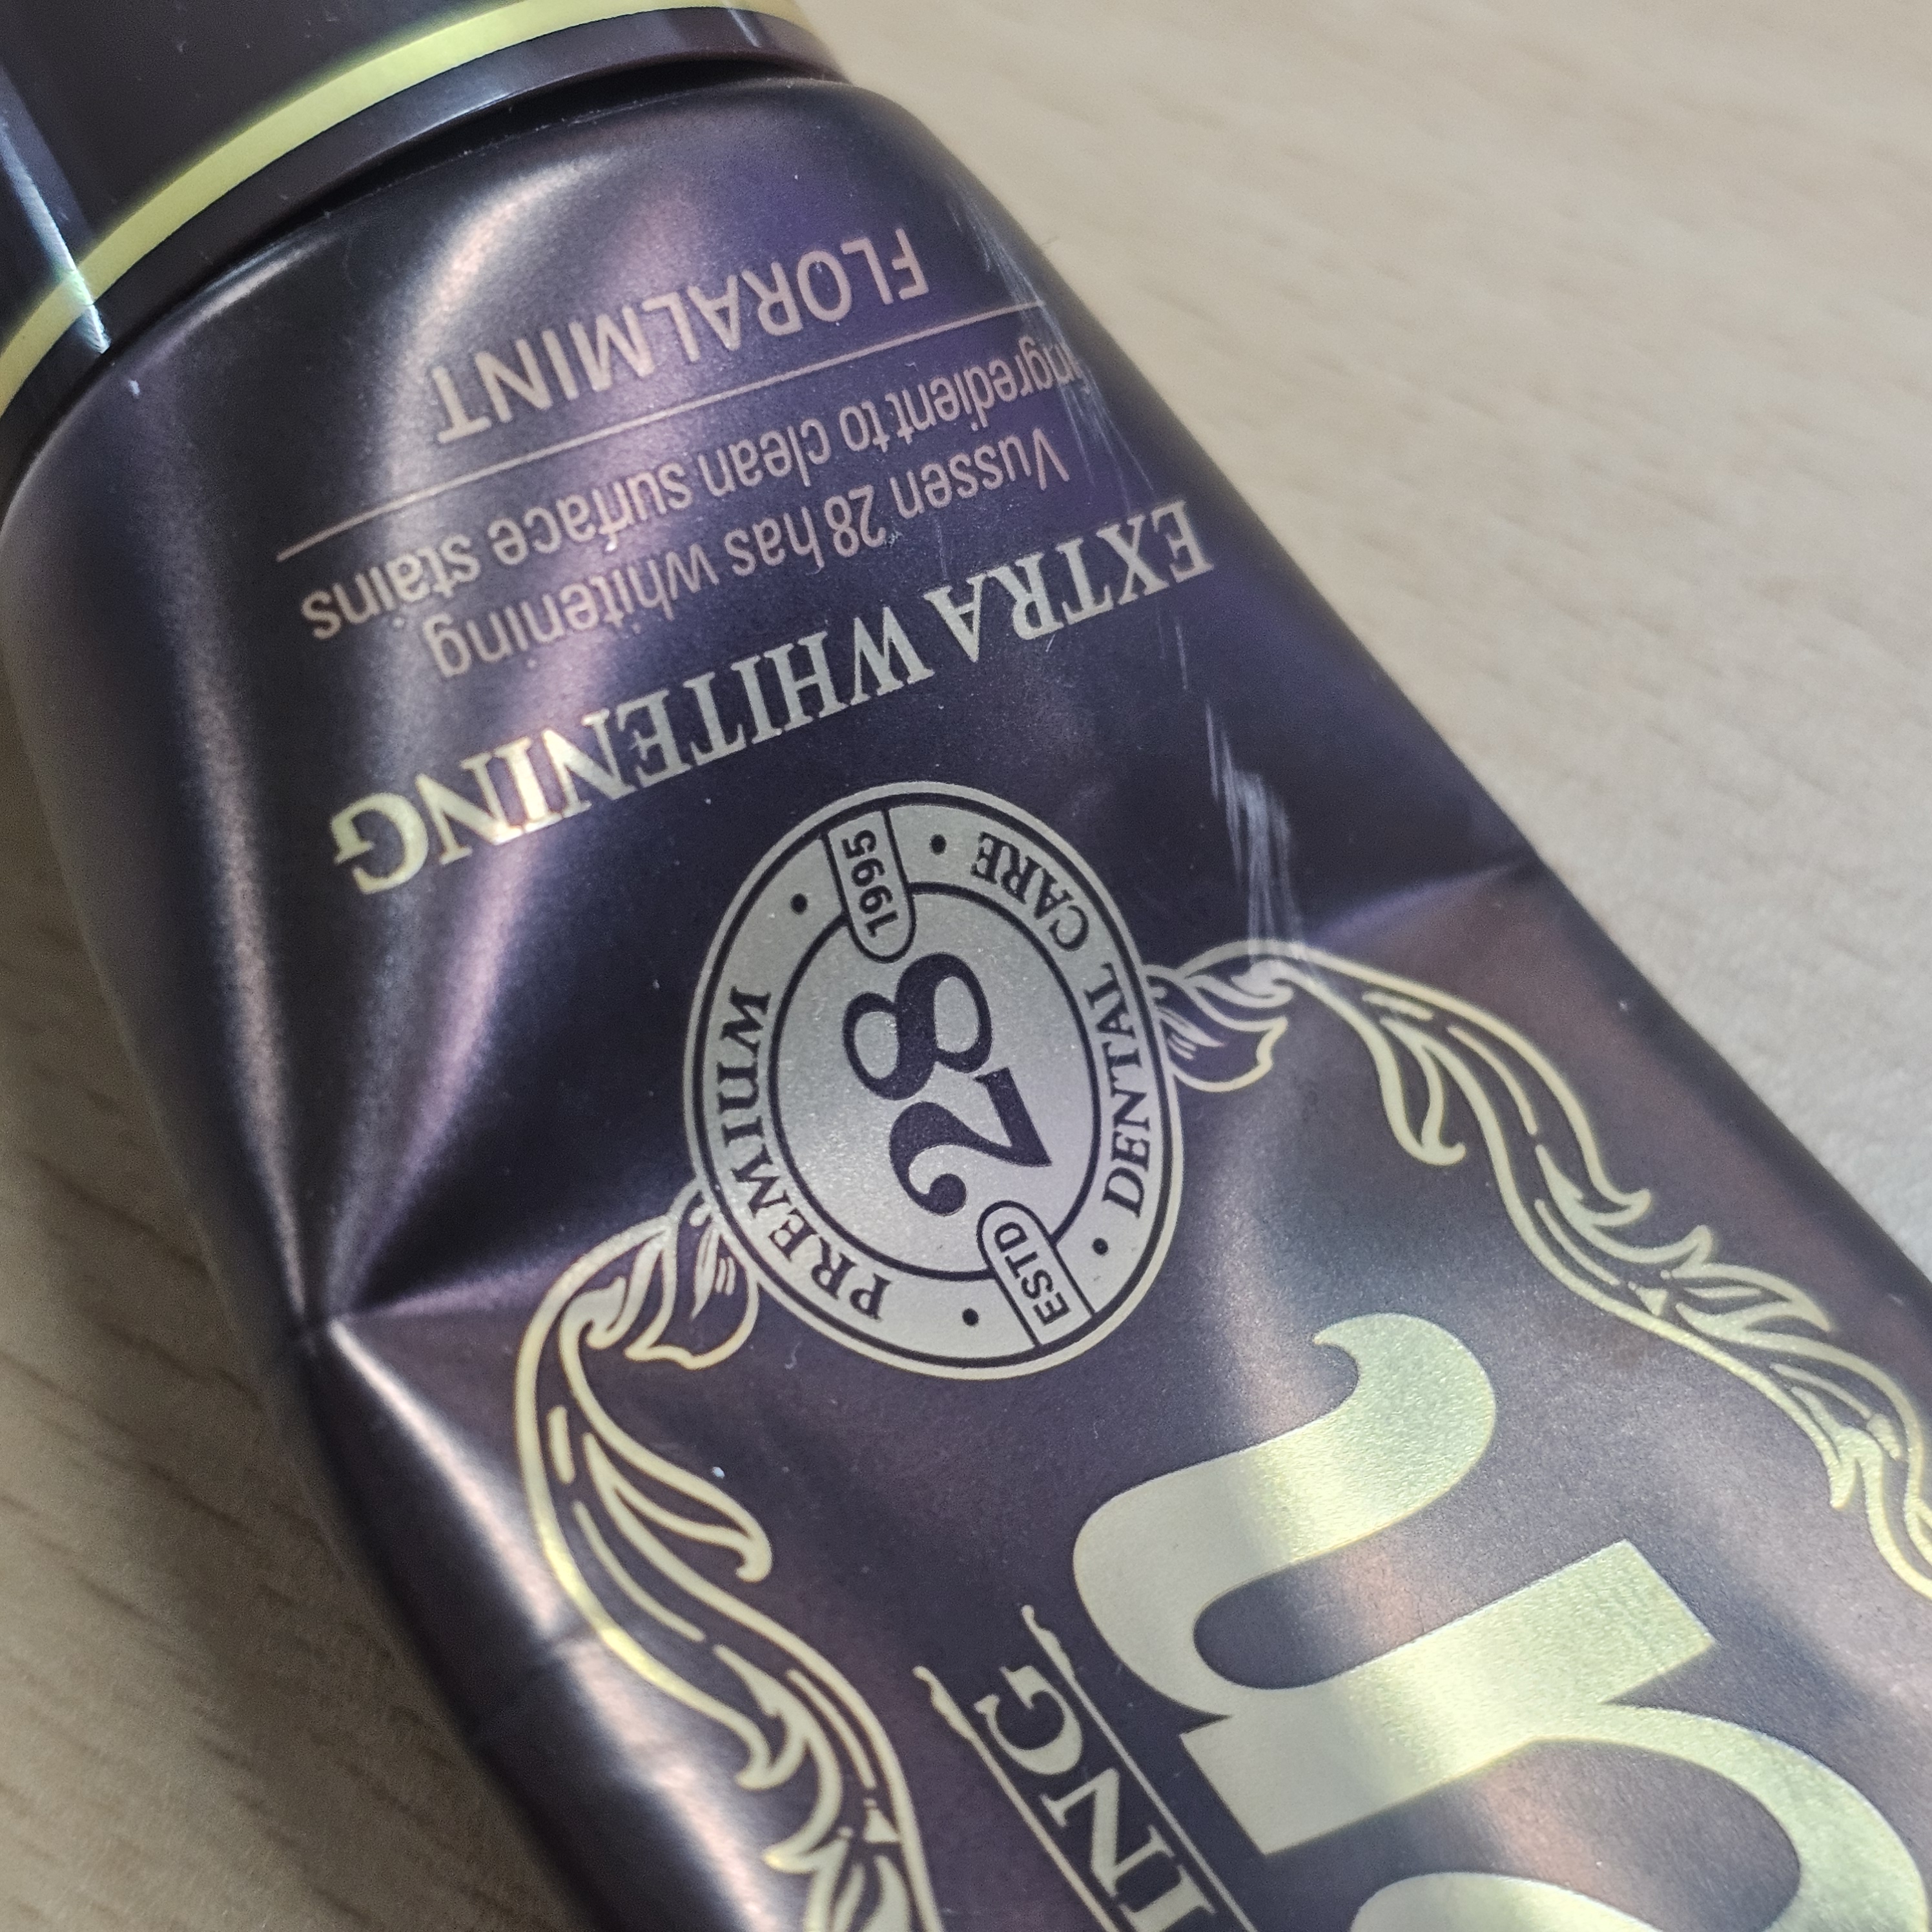 PREMIUM • DENTAL CARE
ESTD 1995
28
EXTRA WHITENING
Vussen 28 has whitening
ingredient to clean surface stains
FLORALMINT